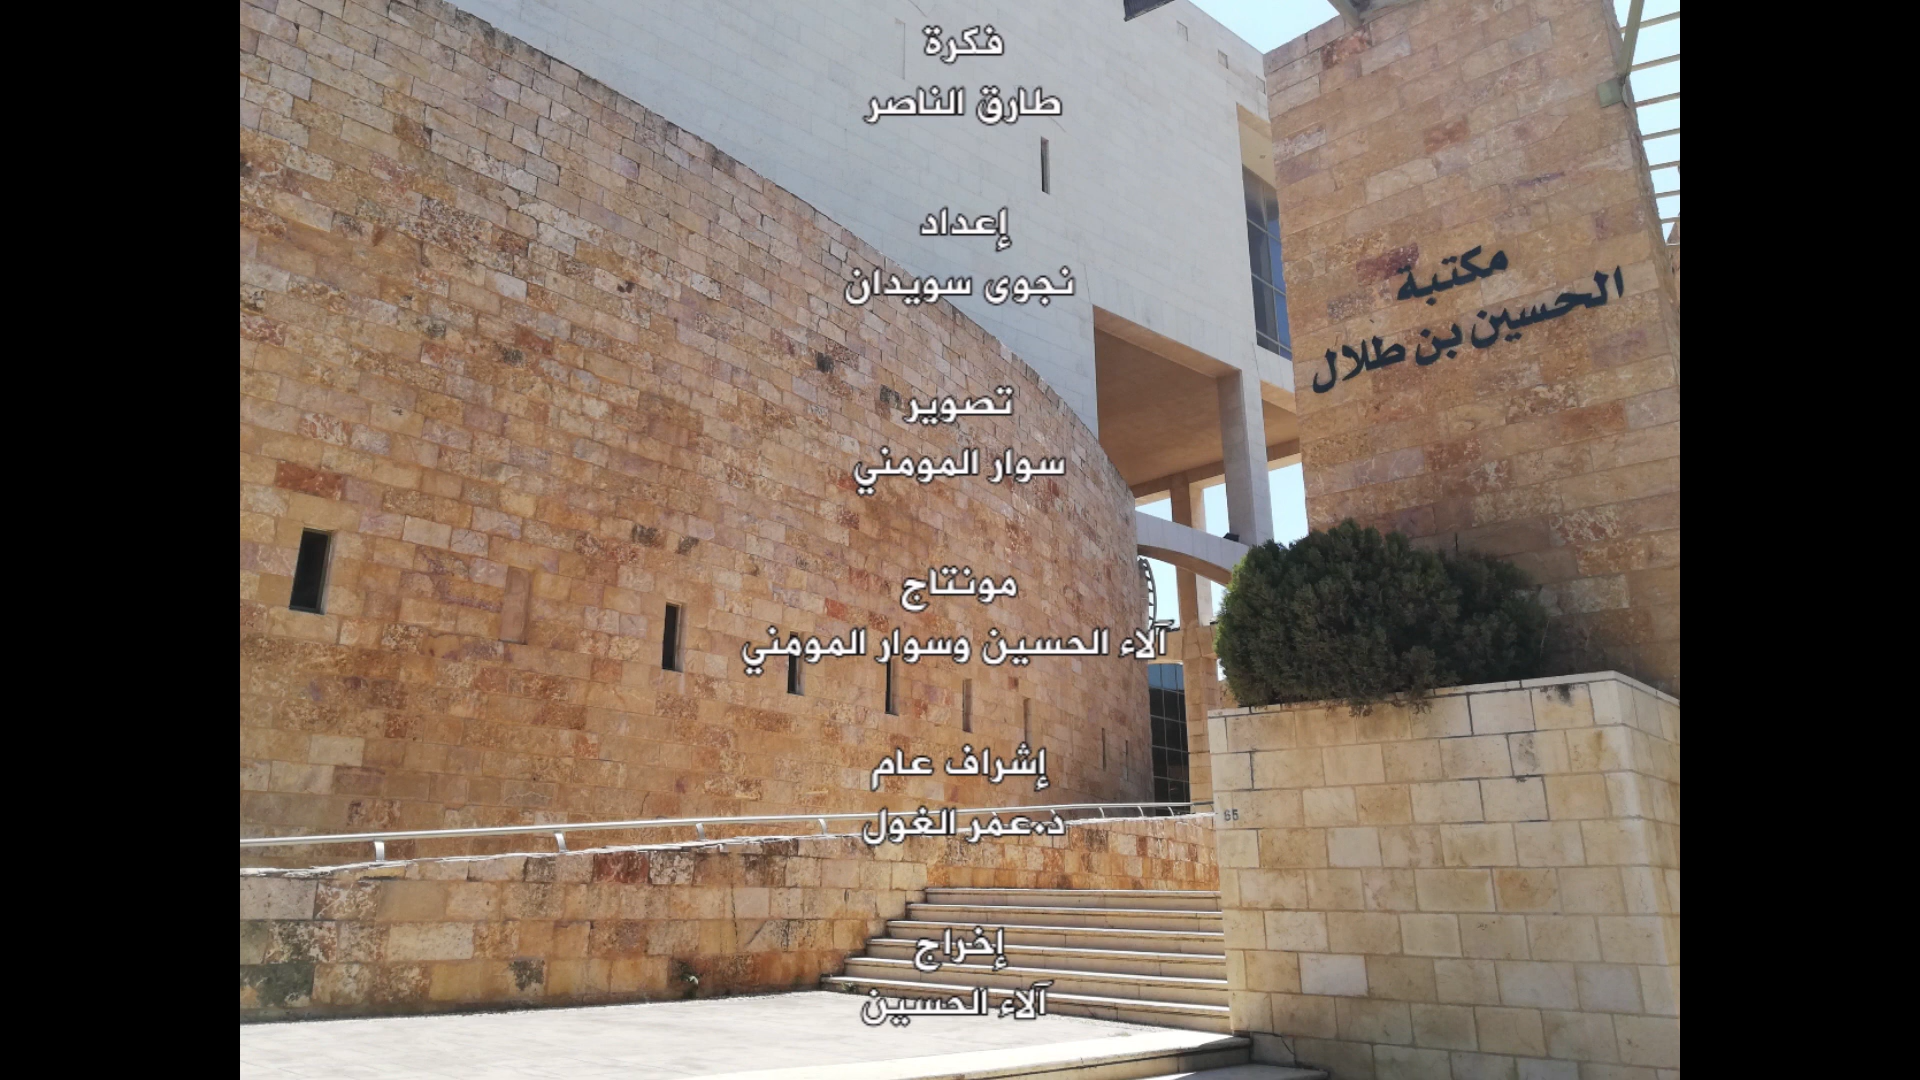 فكرة
طارق الناصر
إعداد
نجوى سويدان
تصوير
سوار المومني
مونتاج
آلاء الحسين وسوار المومني
إشراف عام
د.عمر الغول
إخراج
آلاء الحسين
مكتبة
الحسين بن طلال
65